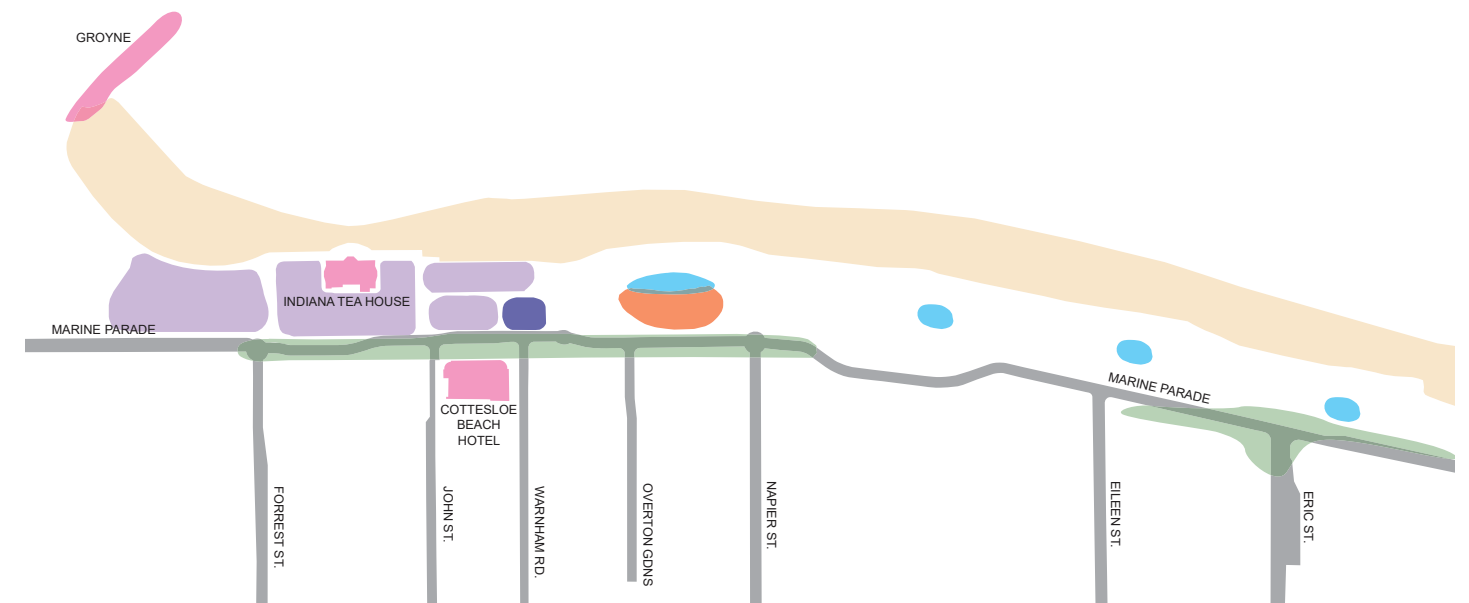 GROYNE
INDIANA TEA HOUSE
MARINE PARADE
MARINE PARADE
COTTESLOE
BEACH
HOTEL
FORREST ST.
JOHN ST.
WARNHAM RD.
OVERTON GDNS
NAPIER ST.
EILEEN ST.
ERIC ST.